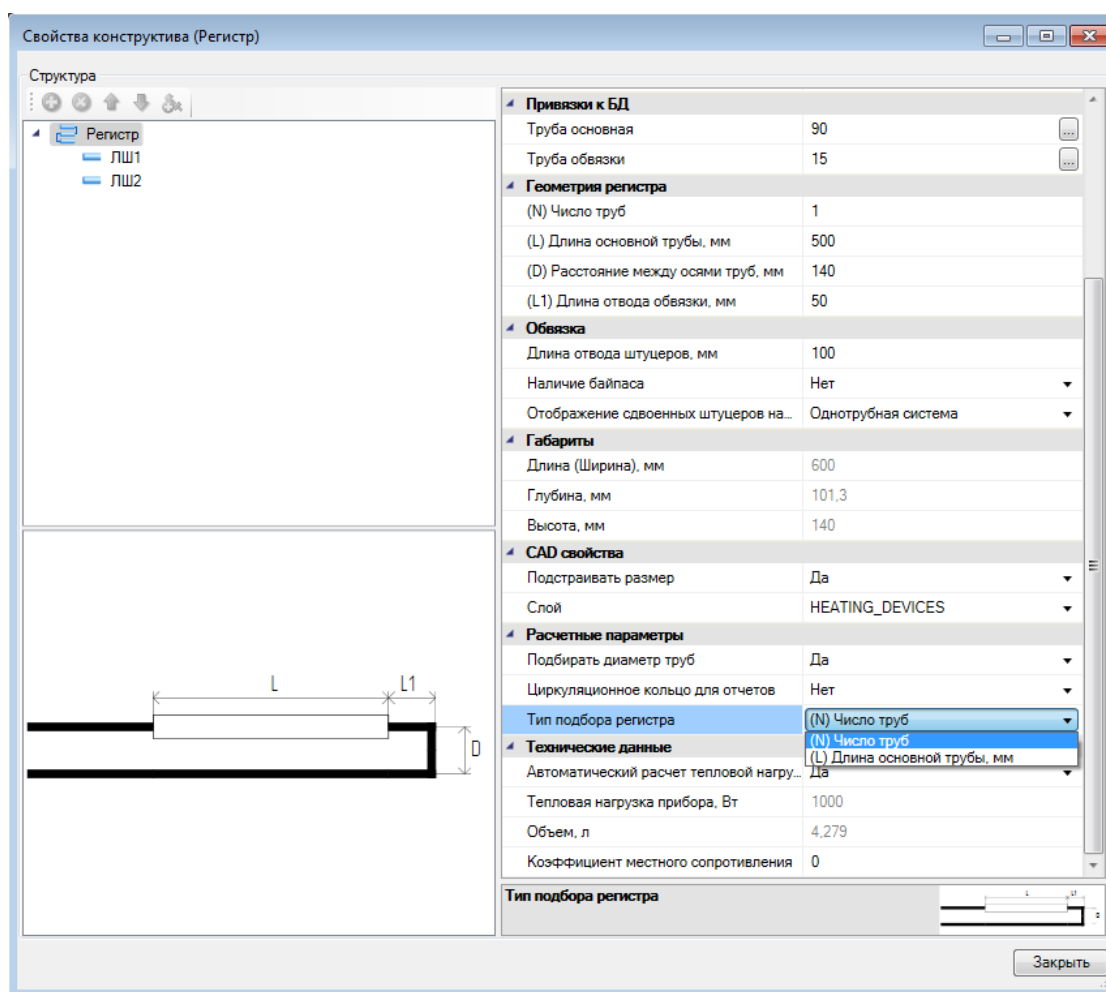 Свойства конструктива (Регистр)
Структура
Регистр
ЛШ1
ЛШ2
L
L1
D
Привязки к БД
Труба основная 90 ...
Труба обвязки 15 ...
Геометрия регистра
(N) Число труб 1
(L) Длина основной трубы, мм 500
(D) Расстояние между осями труб, мм 140
(L1) Длина отвода обвязки, мм 50
Обвязка
Длина отвода штуцеров, мм 100
Наличие байпаса Нет
Отображение сдвоенных штуцеров на... Однотрубная система
Габариты
Длина (Ширина), мм 600
Глубина, мм 101,3
Высота, мм 140
CAD свойства
Подстраивать размер Да
Слой HEATING_DEVICES
Расчетные параметры
Подбирать диаметр труб Да
Циркуляционное кольцо для отчетов Нет
Тип подбора регистра (N) Число труб
(N) Число труб
(L) Длина основной трубы, мм
Технические данные
Автоматический расчет тепловой нагру... Да
Тепловая нагрузка прибора, Вт 1000
Объем, л 4,279
Коэффициент местного сопротивления 0
Тип подбора регистра
L
L1
D
Закрыть